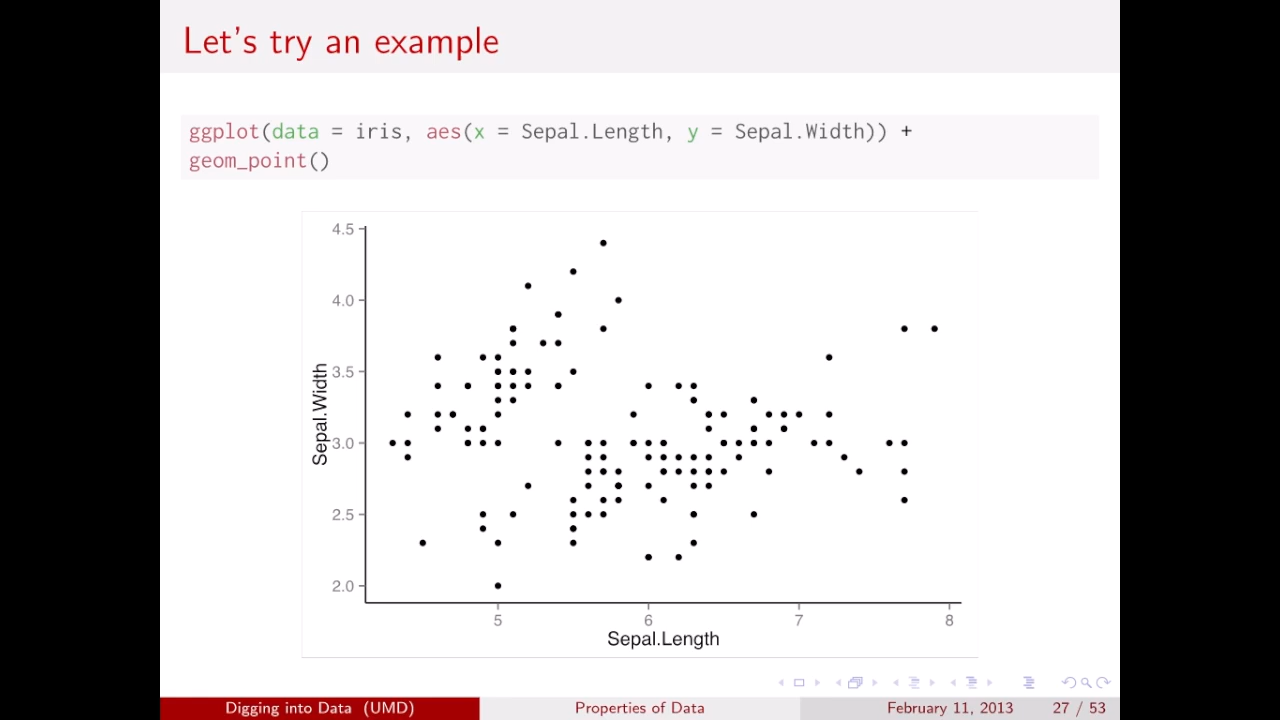 Let's try an example
ggplot(data = iris, aes(x = Sepal.Length, y = Sepal.Width)) +
geom_point()
4.5
4.0
3.5
3.0
2.5
2.0
Sepal.Width
5 6 7 8
Sepal.Length
Digging into Data (UMD) Properties of Data February 11, 2013 27 / 53